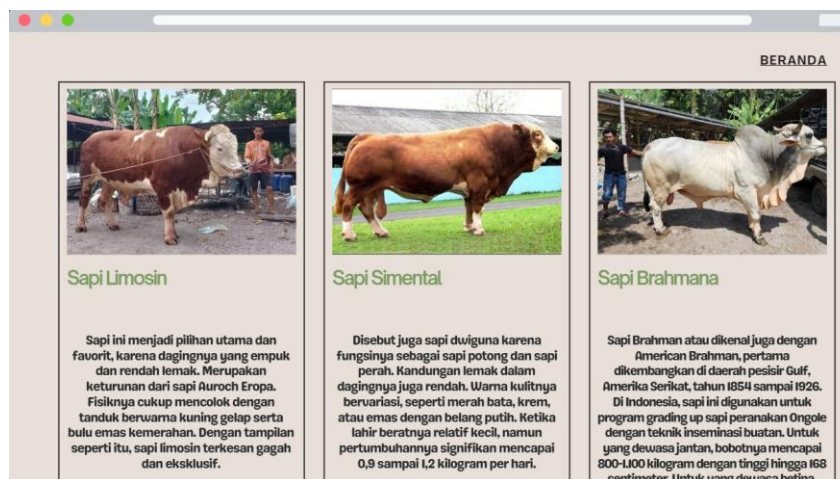 BERANDA
Sapi Limosin
Sapi ini menjadi pilihan utama dan
favorit, karena dagingnya yang empuk
dan rendah lemak. Merupakan
keturunan dari sapi Auroch Eropa.
Fisiknya cukup mencolok dengan
tanduk berwarna kuning gelap serta
bulu emas kemerahan. Dengan tampilan
seperti itu, sapi limosin terkesan gagah
dan eksklusif.
Sapi Simental
Disebut juga sapi dwiguna karena
fungsinya sebagai sapi potong dan sapi
perah. Kandungan lemak dalam
dagingnya juga rendah. Warna kulitnya
bervariasi, seperti merah bata, krem,
atau emas dengan belang putih. Ketika
lahir beratnya relatif kecil, namun
pertumbuhannya signifikan mencapai
0,9 sampai 1,2 kilogram per hari.
Sapi Brahmana
Sapi Brahman atau dikenal juga dengan
American Brahman, pertama
dikembangkan di daerah pesisir Gulf,
Amerika Serikat, tahun 1854 sampai 1926.
Di Indonesia, sapi ini digunakan untuk
program grading up sapi peranakan Ongole
dengan teknik inseminasi buatan. Untuk
yang dewasa jantan, bobotnya mencapai
800-1.100 kilogram dengan tinggi hingga 168
centimeter. Untuk yang dewasa betina